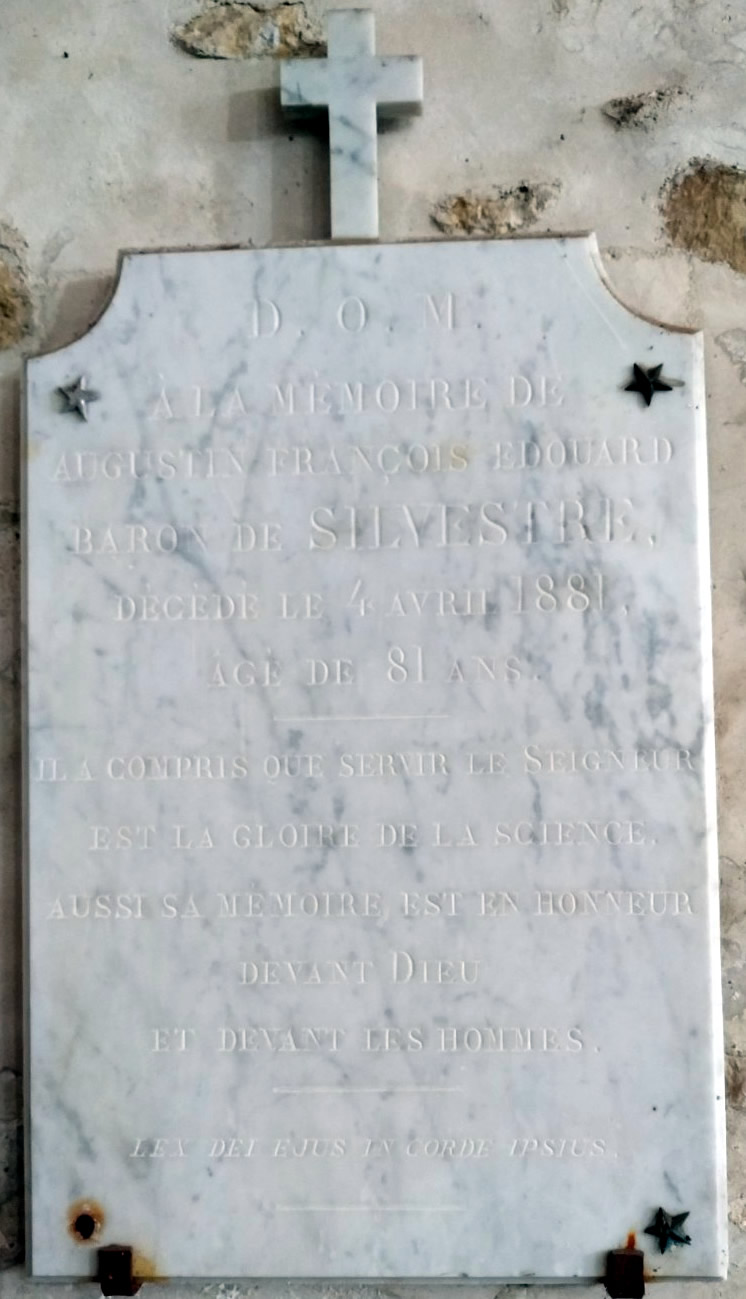 D. O. M.
À LA MÉMOIRE DE
AUGUSTIN FRANÇOIS EDOUARD
BARON DE SILVESTRE,
DÉCÉDÉ LE 4 AVRIL 1881,
ÂGÉ DE 81 ANS.
IL A COMPRIS QUE SERVIR LE SEIGNEUR
EST LA GLOIRE DE LA SCIENCE.
AUSSI SA MÉMOIRE EST EN HONNEUR
DEVANT DIEU
ET DEVANT LES HOMMES.
LEX DEI EJUS IN CORDE IPSIUS.